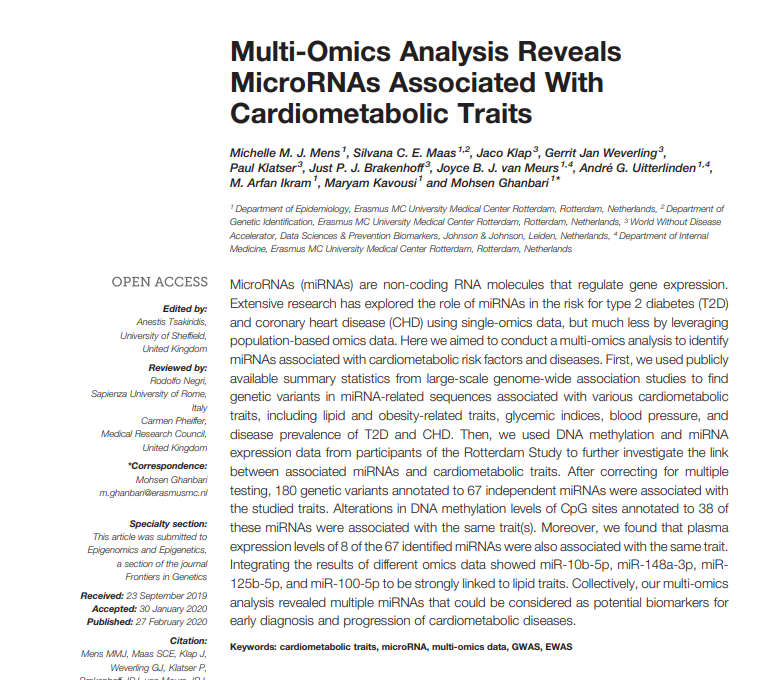 Multi-Omics Analysis Reveals
MicroRNAs Associated With
Cardiometabolic Traits
Michelle M. J. Mens 1, Silvana C. E. Maas 1,2, Jaco Klap 3, Gerrit Jan Weverling 3,
Paul Klatser 3, Just P. J. Brakenhoff 3, Joyce B. J. van Meurs 1,4, André G. Uitterlinden 1,4,
M. Arfan Ikram 1, Maryam Kavousi 1 and Mohsen Ghanbari 1*
1 Department of Epidemiology, Erasmus MC University Medical Center Rotterdam, Rotterdam, Netherlands, 2 Department of
Genetic Identification, Erasmus MC University Medical Center Rotterdam, Rotterdam, Netherlands, 3 World Without Disease
Accelerator, Data Sciences & Prevention Biomarkers, Johnson & Johnson, Leiden, Netherlands, 4 Department of Internal
Medicine, Erasmus MC University Medical Center Rotterdam, Rotterdam, Netherlands
OPEN ACCESS
Edited by:
Anestis Tsakiridis,
University of Sheffield,
United Kingdom
Reviewed by:
Rodolfo Negri,
Sapienza University of Rome,
Italy
Carmen Pheiffer,
Medical Research Council,
United Kingdom
*Correspondence:
Mohsen Ghanbari
m.ghanbari@erasmusmc.nl
Specialty section:
This article was submitted to
Epigenomics and Epigenetics,
a section of the journal
Frontiers in Genetics
Received: 23 September 2019
Accepted: 30 January 2020
Published: 27 February 2020
Citation:
Mens MMJ, Maas SCE, Klap J,
Weverling GJ, Klatser P,
Brakenhoff JPJ, van Meurs JBJ,
MicroRNAs (miRNAs) are non-coding RNA molecules that regulate gene expression.
Extensive research has explored the role of miRNAs in the risk for type 2 diabetes (T2D)
and coronary heart disease (CHD) using single-omics data, but much less by leveraging
population-based omics data. Here we aimed to conduct a multi-omics analysis to identify
miRNAs associated with cardiometabolic risk factors and diseases. First, we used publicly
available summary statistics from large-scale genome-wide association studies to find
genetic variants in miRNA-related sequences associated with various cardiometabolic
traits, including lipid and obesity-related traits, glycemic indices, blood pressure, and
disease prevalence of T2D and CHD. Then, we used DNA methylation and miRNA
expression data from participants of the Rotterdam Study to further investigate the link
between associated miRNAs and cardiometabolic traits. After correcting for multiple
testing, 180 genetic variants annotated to 67 independent miRNAs were associated with
the studied traits. Alterations in DNA methylation levels of CpG sites annotated to 38 of
these miRNAs were associated with the same trait(s). Moreover, we found that plasma
expression levels of 8 of the 67 identified miRNAs were also associated with the same trait.
Integrating the results of different omics data showed miR-10b-5p, miR-148a-3p, miR-
125b-5p, and miR-100-5p to be strongly linked to lipid traits. Collectively, our multi-omics
analysis revealed multiple miRNAs that could be considered as potential biomarkers for
early diagnosis and progression of cardiometabolic diseases.
Keywords: cardiometabolic traits, microRNA, multi-omics data, GWAS, EWAS